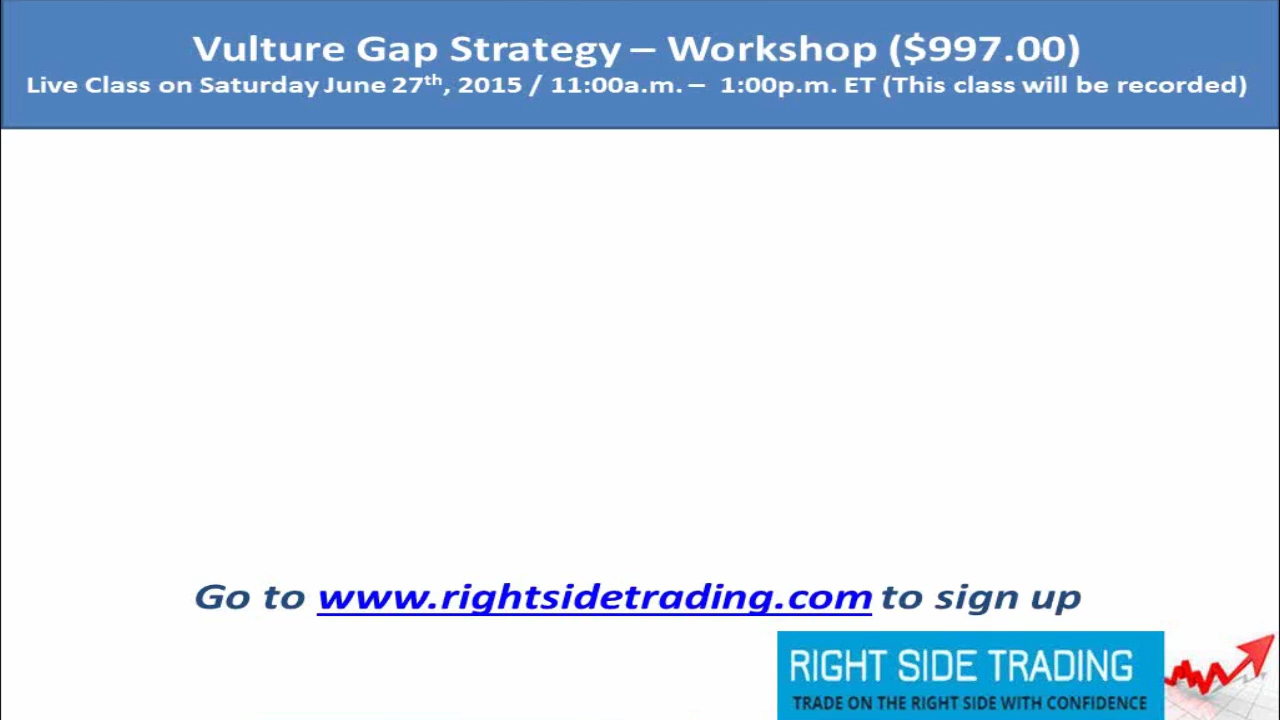 Vulture Gap Strategy – Workshop ($997.00)
Live Class on Saturday June 27th, 2015 / 11:00a.m. – 1:00p.m. ET (This class will be recorded)
Go to www.rightsidetrading.com to sign up
RIGHT SIDE TRADING
TRADE ON THE RIGHT SIDE WITH CONFIDENCE